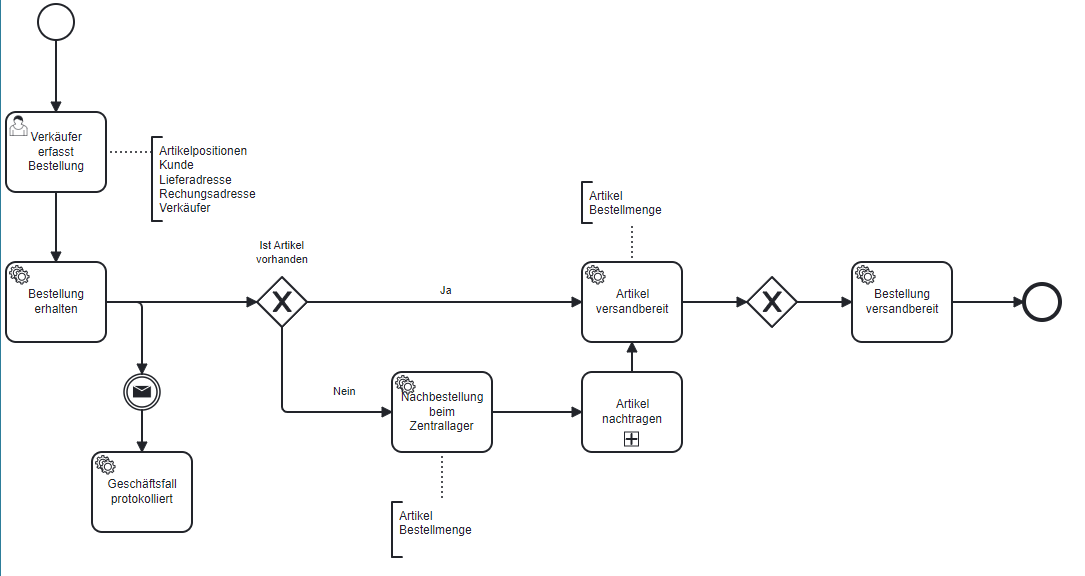 Verkäufer
erfasst
Bestellung
Artikelpositionen
Kunde
Lieferadresse
Rechungsadresse
Verkäufer
Bestellung
erhalten
Geschäftsfall
protokolliert
Ist Artikel
vorhanden
Ja
Nein
Nachbestellung
beim
Zentrallager
Artikel
Bestellmenge
Artikel
Bestellmenge
Artikel
versandbereit
Artikel
nachtragen
Bestellung
versandbereit